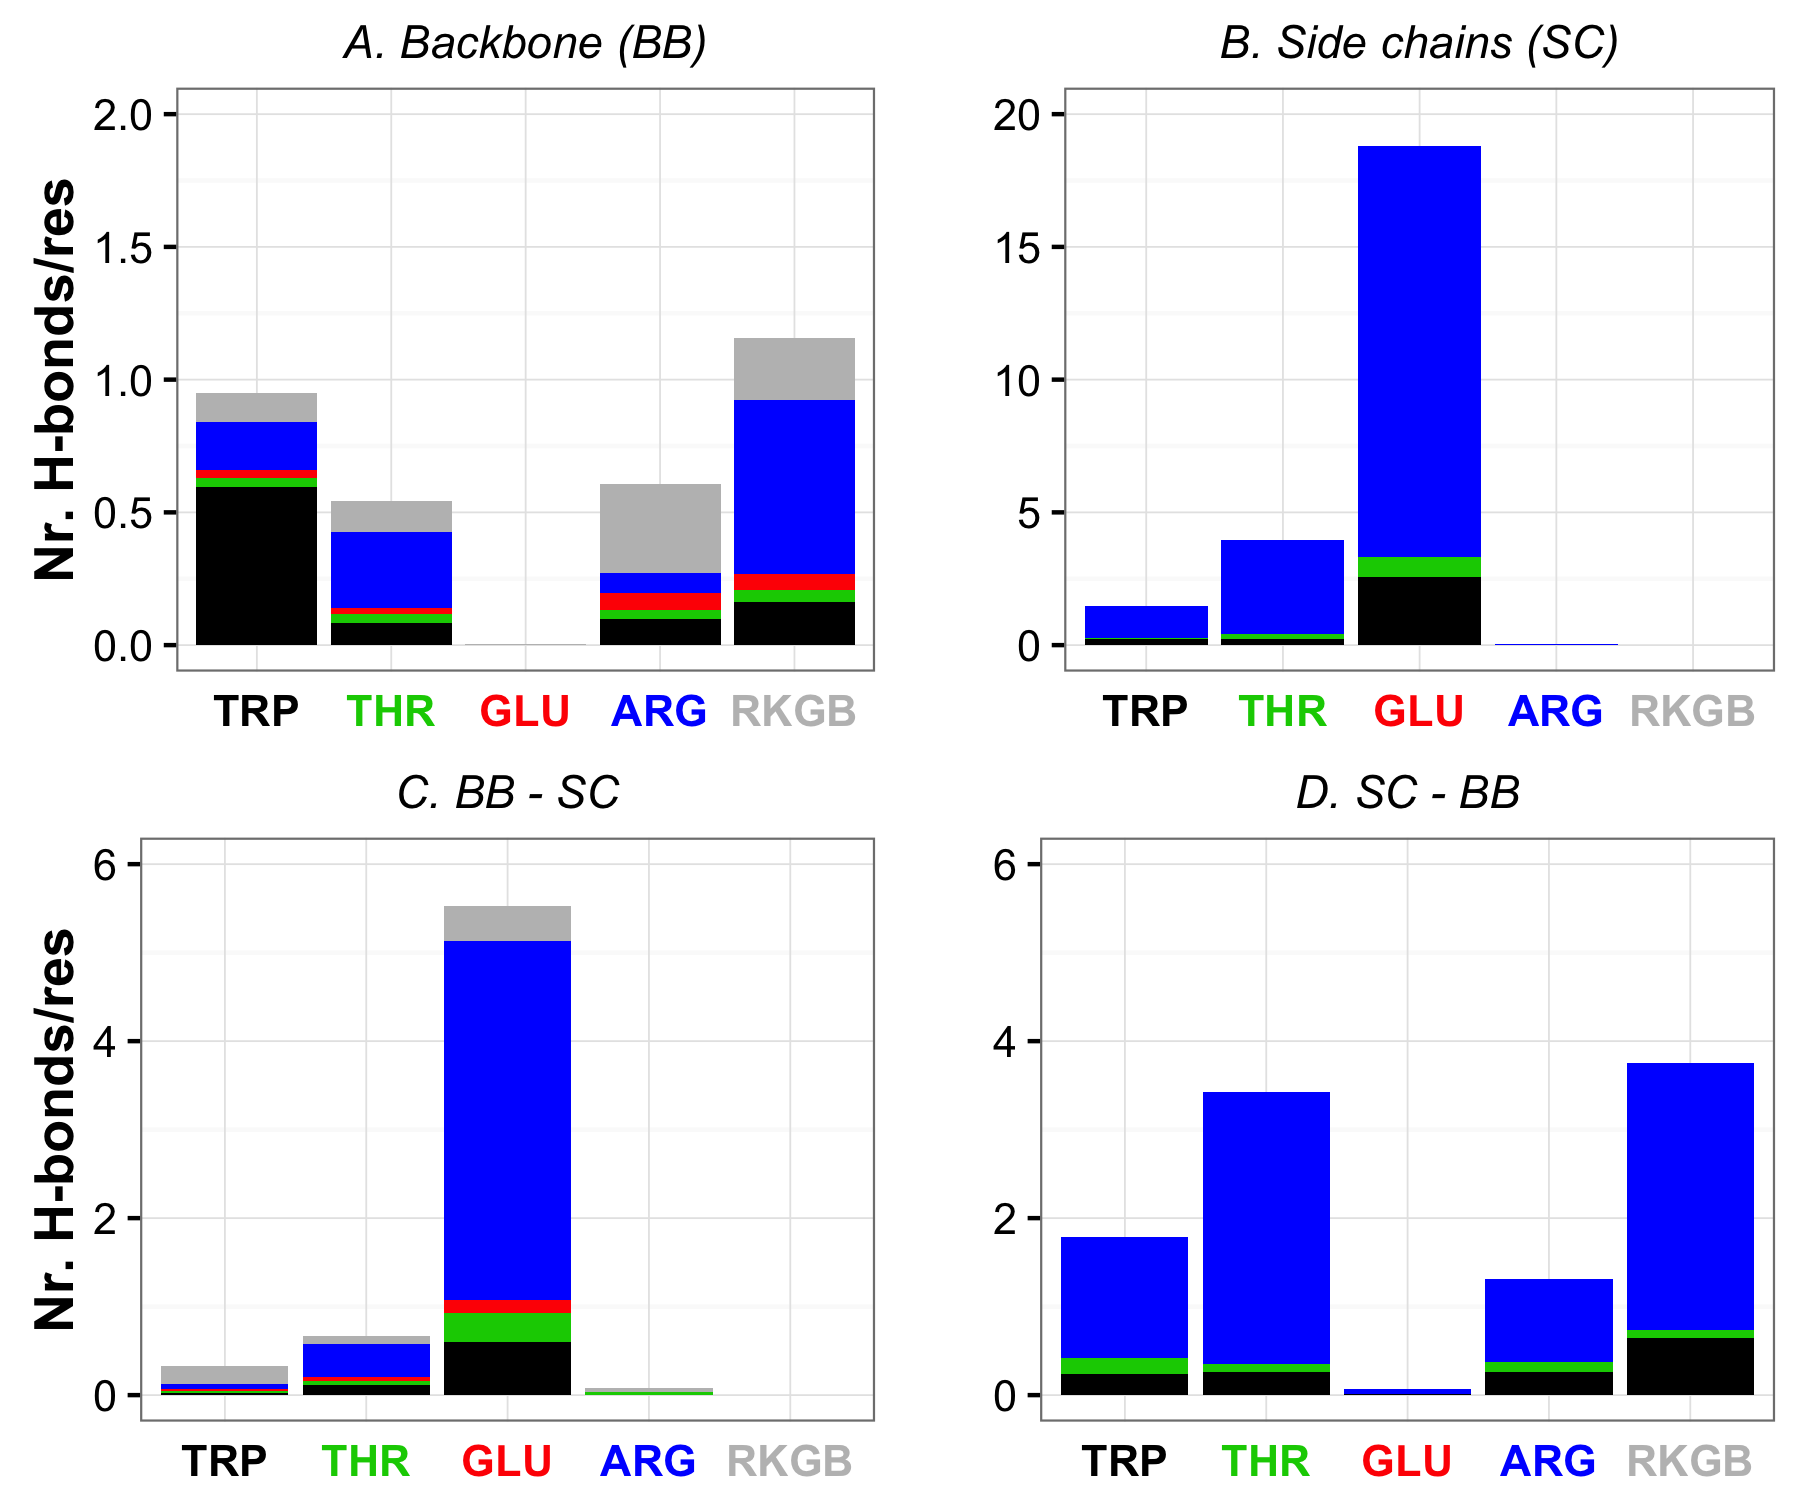 A. Backbone (BB)
B. Side chains (SC)
Nr. H-bonds/res
2.0
1.5
1.0
0.5
0.0
20
15
10
5
0
TRP THR GLU ARG RKGB
TRP THR GLU ARG RKGB
C. BB - SC
D. SC - BB
Nr. H-bonds/res
6
4
2
0
6
4
2
0
TRP THR GLU ARG RKGB
TRP THR GLU ARG RKGB